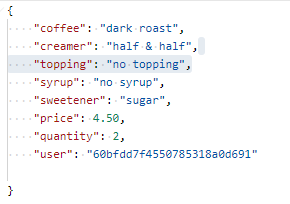 {
"coffee": "dark roast",
"creamer": "half & half",
"topping": "no topping",
"syrup": "no syrup",
"sweetener": "sugar",
"price": 4.50,
"quantity": 2,
"user": "60bfdd7f4550785318a0d691"
}